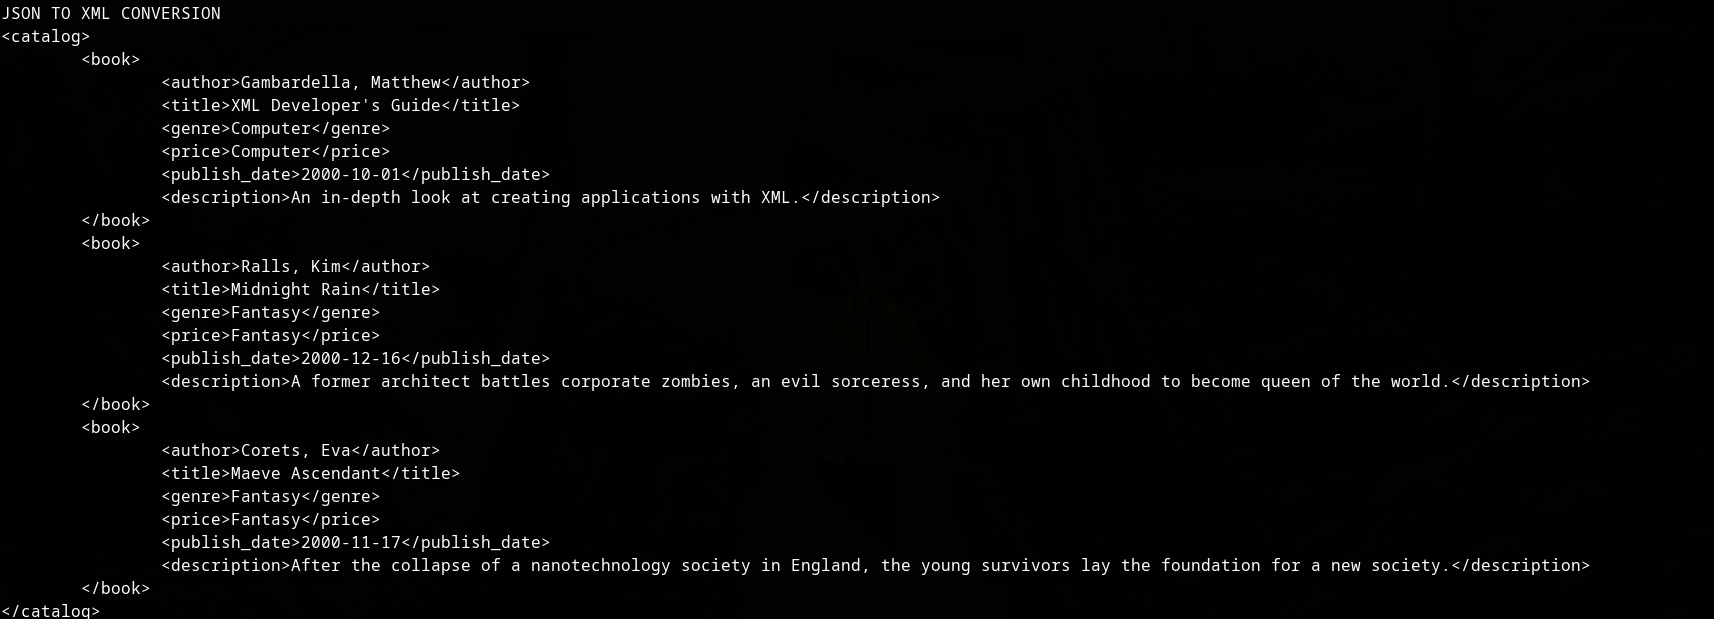 JSON TO XML CONVERSION
<catalog>
        <book>
                <author>Gambardella, Matthew</author>
                <title>XML Developer's Guide</title>
                <genre>Computer</genre>
                <price>Computer</price>
                <publish_date>2000-10-01</publish_date>
                <description>An in-depth look at creating applications with XML.</description>
        </book>
        <book>
                <author>Ralls, Kim</author>
                <title>Midnight Rain</title>
                <genre>Fantasy</genre>
                <price>Fantasy</price>
                <publish_date>2000-12-16</publish_date>
                <description>A former architect battles corporate zombies, an evil sorceress, and her own childhood to become queen of the world.</description>
        </book>
        <book>
                <author>Corets, Eva</author>
                <title>Maeve Ascendant</title>
                <genre>Fantasy</genre>
                <price>Fantasy</price>
                <publish_date>2000-11-17</publish_date>
                <description>After the collapse of a nanotechnology society in England, the young survivors lay the foundation for a new society.</description>
        </book>
</catalog>